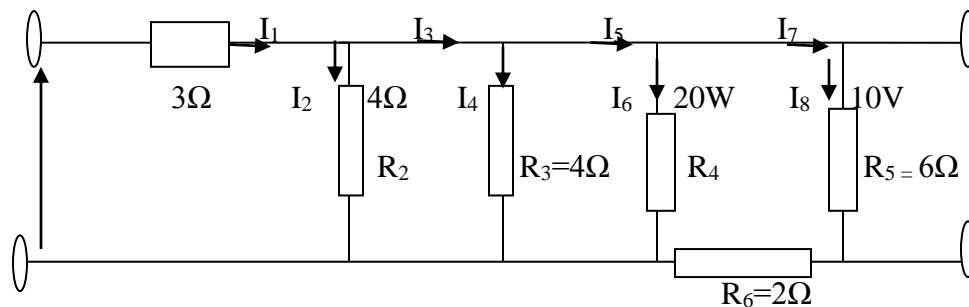 I₁ I₃ I₅ I₇
3Ω I₂ 4Ω I₄ I₆ 20W I₈ 10V
R₂ R₃=4Ω R₄ R₅ = 6Ω
R₆=2Ω